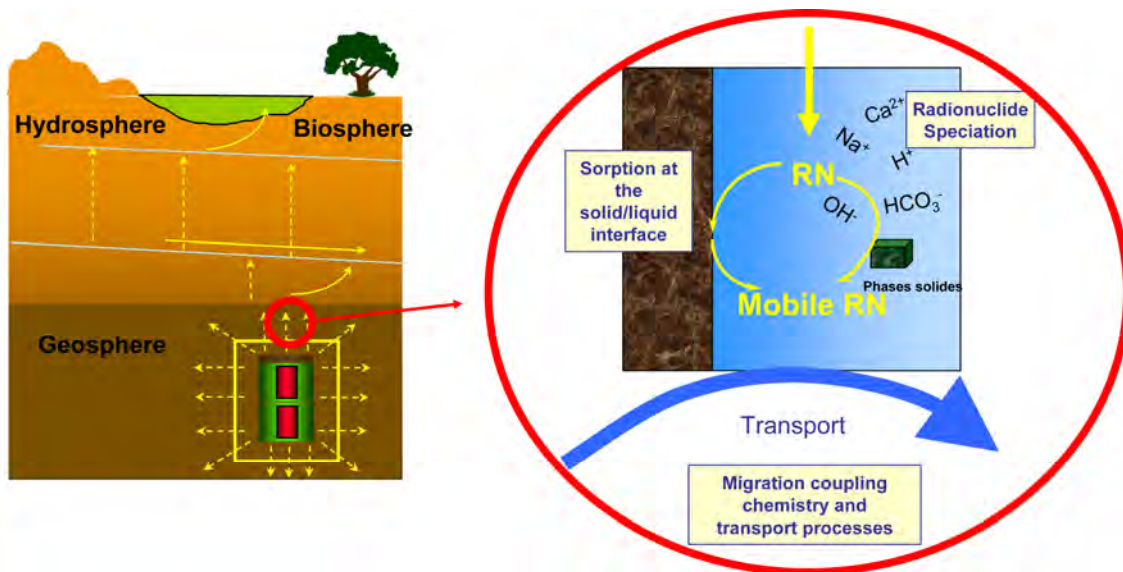 Hydrosphere
Biosphere
Geosphere
Radionuclide
Speciation
Ca²⁺
Na⁺
H⁺
RN
OH⁻
HCO₃⁻
Sorption at
the
solid/liquid
interface
Phases solides
Mobile RN
Transport
Migration coupling
chemistry and
transport processes